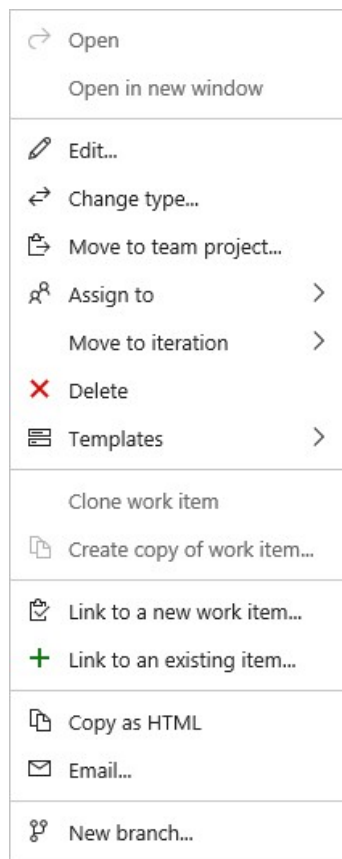 Open
Open in new window
Edit...
Change type...
Move to team project...
Assign to
Move to iteration
Delete
Templates
Clone work item
Create copy of work item...
Link to a new work item...
Link to an existing item...
Copy as HTML
Email...
New branch...